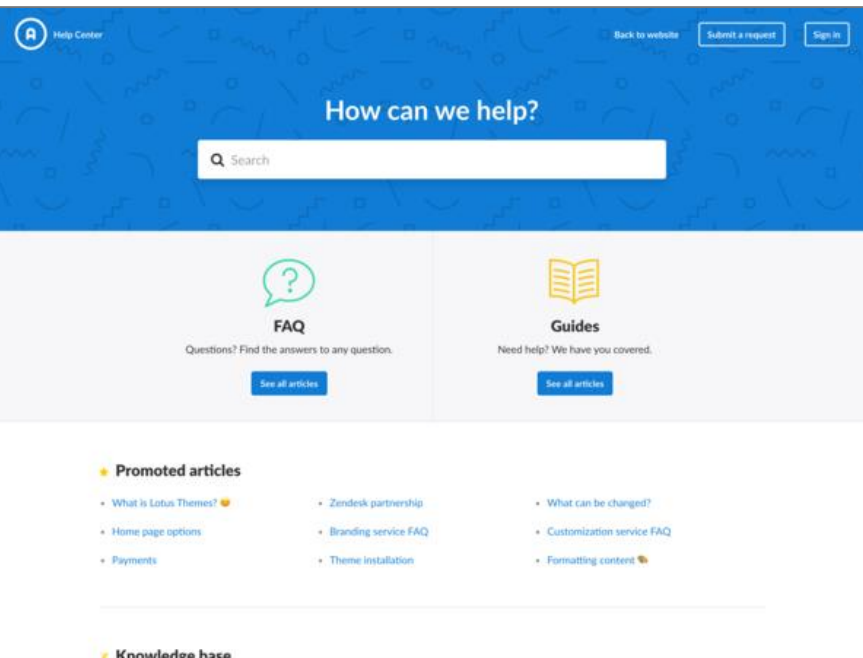 A Help Center
Back to website
Submit a request
Sign in
How can we help?
Search
?
FAQ
Questions? Find the answers to any question.
See all articles
Guides
Need help? We have you covered.
See all articles
Promoted articles
• What is Lotus Themes? 😀
• Zendesk partnership
• What can be changed?
• Home page options
• Branding service FAQ
• Customization service FAQ
• Payments
• Theme installation
• Formatting content 🎨
Knowledge base